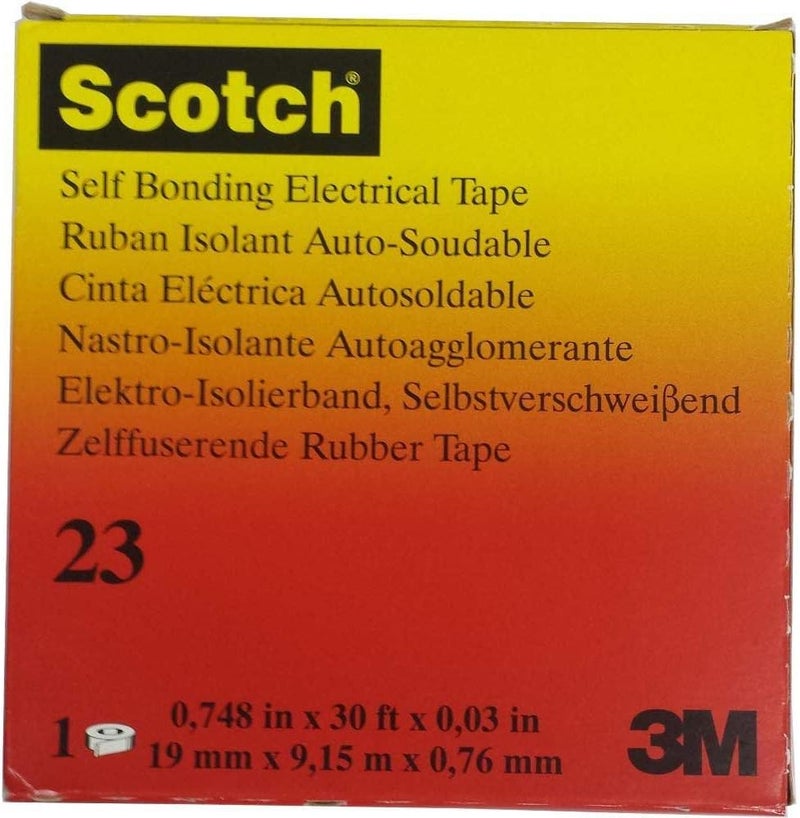 Scotch®
Self Bonding Electrical Tape
Ruban Isolant Auto-Soudable
Cinta Eléctrica Autosoldable
Nastro-Isolante Autoagglomerante
Elektro-Isolierband, Selbstverschweißend
Zelffuserende Rubber Tape
23
1
0,748 in x 30 ft x 0,03 in
19 mm x 9,15 m x 0,76 mm
3M